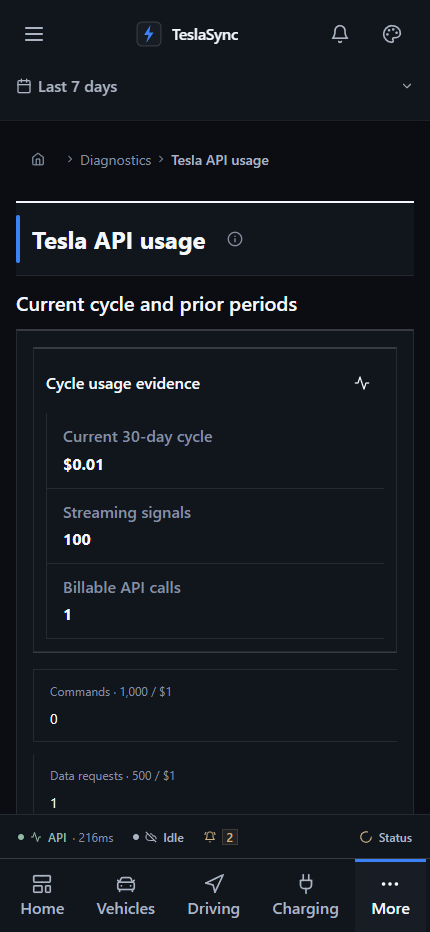 TeslaSync
Last 7 days
Diagnostics
Tesla API usage
Tesla API usage
Current cycle and prior periods
Cycle usage evidence
Current 30-day cycle
$0.01
Streaming signals
100
Billable API calls
1
Commands · 1,000 / $1
0
Data requests · 500 / $1
1
API · 216ms
Idle
2
Status
Home
Vehicles
Driving
Charging
More